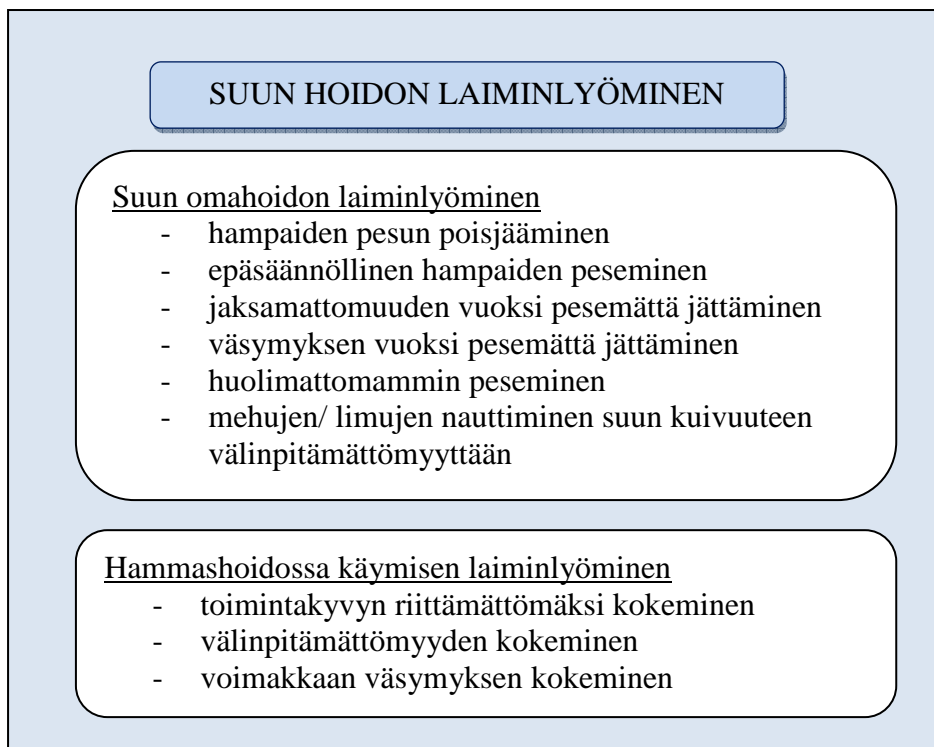 SUUN HOIDON LAIMINLYÖMINEN
Suun omahoidon laiminlyöminen
- hampaiden pesun poisjääminen
- epäsäännöllinen hampaiden peseminen
- jaksamattomuuden vuoksi pesemättä jättäminen
- väsymyksen vuoksi pesemättä jättäminen
- huolimattomammin peseminen
- mehujen/ limujen nauttiminen suun kuivuuteen
välinpitämättömyyttään
Hammashoidossa käymisen laiminlyöminen
- toimintakyvyn riittämättömäksi kokeminen
- välinpitämättömyyden kokeminen
- voimakkaan väsymyksen kokeminen